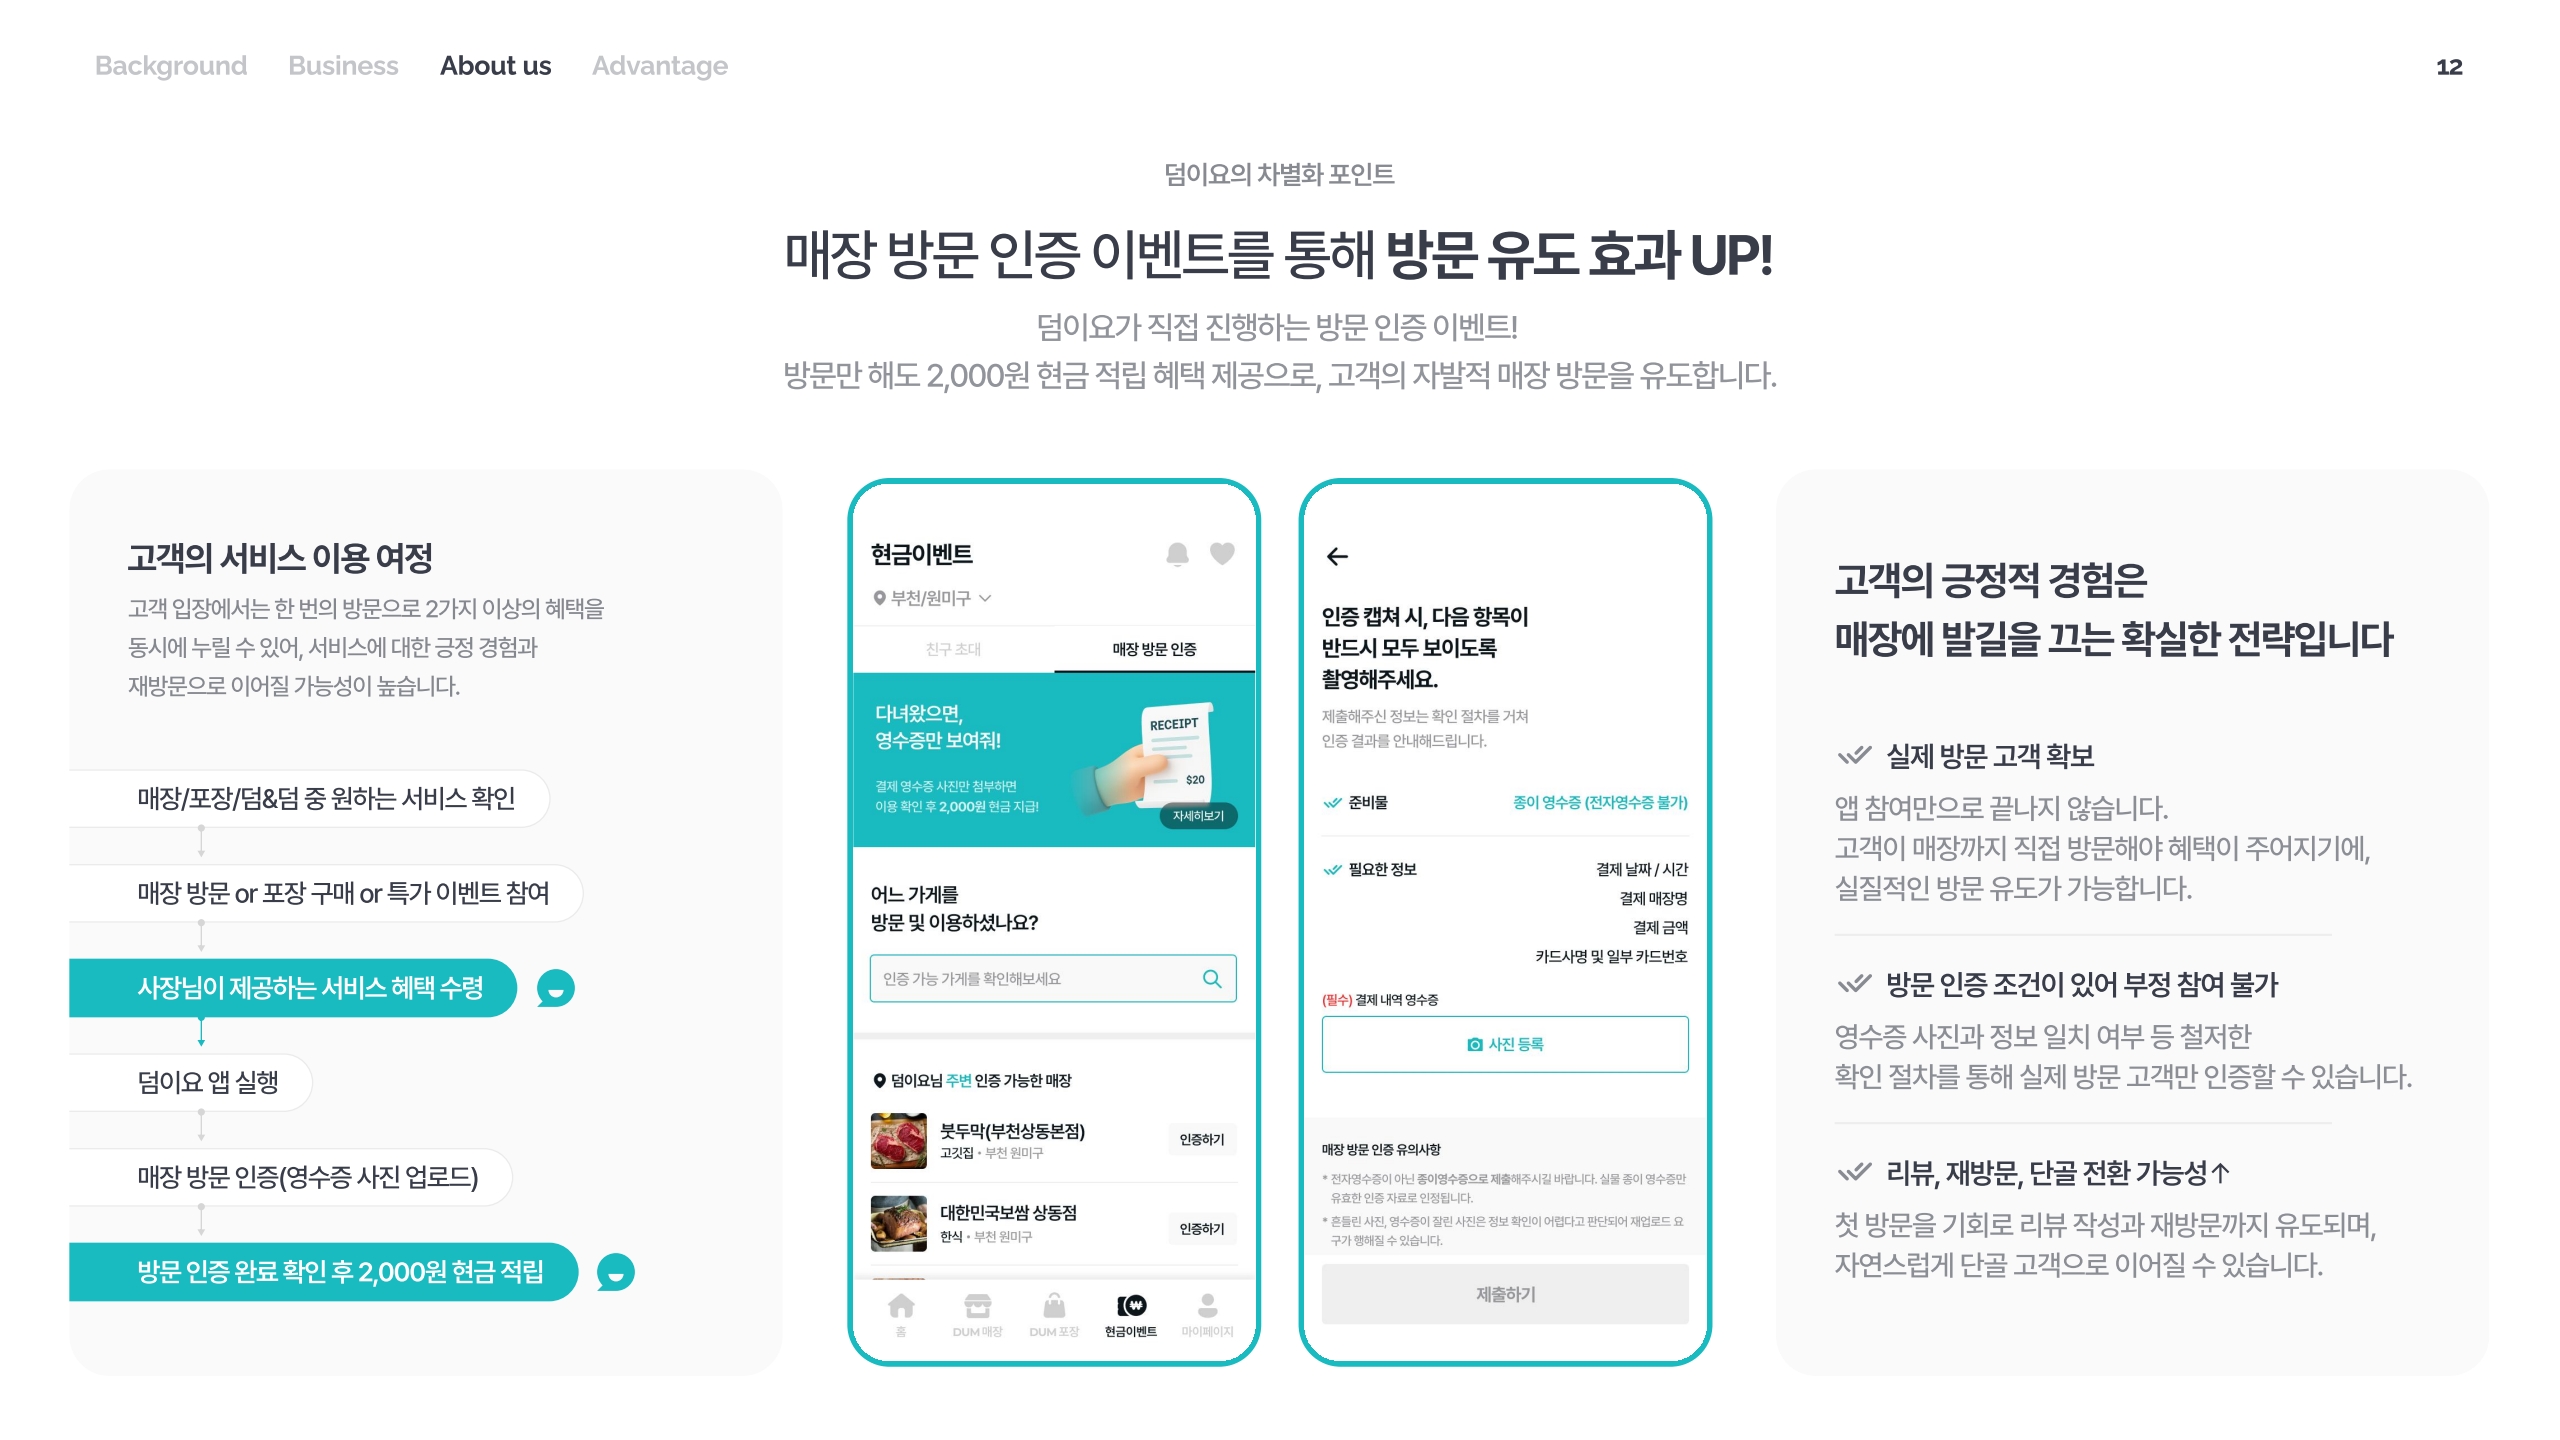 Background Business About us Advantage
12
덤이요의 차별화 포인트
매장 방문 인증 이벤트를 통해 방문 유도 효과 UP!
덤이요가 직접 진행하는 방문 인증 이벤트!
방문만 해도 2,000원 현금 적립 혜택 제공으로, 고객의 자발적 매장 방문을 유도합니다.
고객의 서비스 이용 여정
고객 입장에서는 한 번의 방문으로 2가지 이상의 혜택을
동시에 누릴 수 있어, 서비스에 대한 긍정 경험과
재방문으로 이어질 가능성이 높습니다.
매장/포장/덤&덤 중 원하는 서비스 확인
매장 방문 or 포장 구매 or 특가 이벤트 참여
사장님이 제공하는 서비스 혜택 수령
덤이요 앱 실행
매장 방문 인증(영수증 사진 업로드)
방문 인증 완료 확인 후 2,000원 현금 적립
현금이벤트
부천/원미구
친구 초대 매장 방문 인증
다녀왔으면,
영수증만 보여줘!
결제 영수증 사진만 첨부하면
이용 확인 후 2,000원 현금 지급!
RECEIPT
$20
자세히보기
어느 가게를
방문 및 이용하셨나요?
인증 가능 가게를 확인해보세요
덤이요님 주변 인증 가능한 매장
붓두막(부천상동본점)
고깃집 • 부천 원미구
인증하기
대한민국보쌈 상동점
한식 • 부천 원미구
인증하기
홈 DUM 매장 DUM 포장 현금이벤트 마이페이지
인증 캡쳐 시, 다음 항목이
반드시 모두 보이도록
촬영해주세요.
제출해주신 정보는 확인 절차를 거쳐
인증 결과를 안내해드립니다.
준비물 종이 영수증 (전자영수증 불가)
필요한 정보 결제 날짜 / 시간
결제 매장명
결제 금액
카드사명 및 일부 카드번호
(필수) 결제 내역 영수증
사진 등록
매장 방문 인증 유의사항
* 전자영수증이 아닌 종이영수증으로 제출해주시길 바랍니다. 실물 종이 영수증만
유효한 인증 자료로 인정됩니다.
* 흔들린 사진, 영수증이 잘린 사진은 정보 확인이 어렵다고 판단되어 재업로드 요
구가 행해질 수 있습니다.
제출하기
고객의 긍정적 경험은
매장에 발길을 끄는 확실한 전략입니다
실제 방문 고객 확보
앱 참여만으로 끝나지 않습니다.
고객이 매장까지 직접 방문해야 혜택이 주어지기에,
실질적인 방문 유도가 가능합니다.
방문 인증 조건이 있어 부정 참여 불가
영수증 사진과 정보 일치 여부 등 철저한
확인 절차를 통해 실제 방문 고객만 인증할 수 있습니다.
리뷰, 재방문, 단골 전환 가능성↑
첫 방문을 기회로 리뷰 작성과 재방문까지 유도되며,
자연스럽게 단골 고객으로 이어질 수 있습니다.